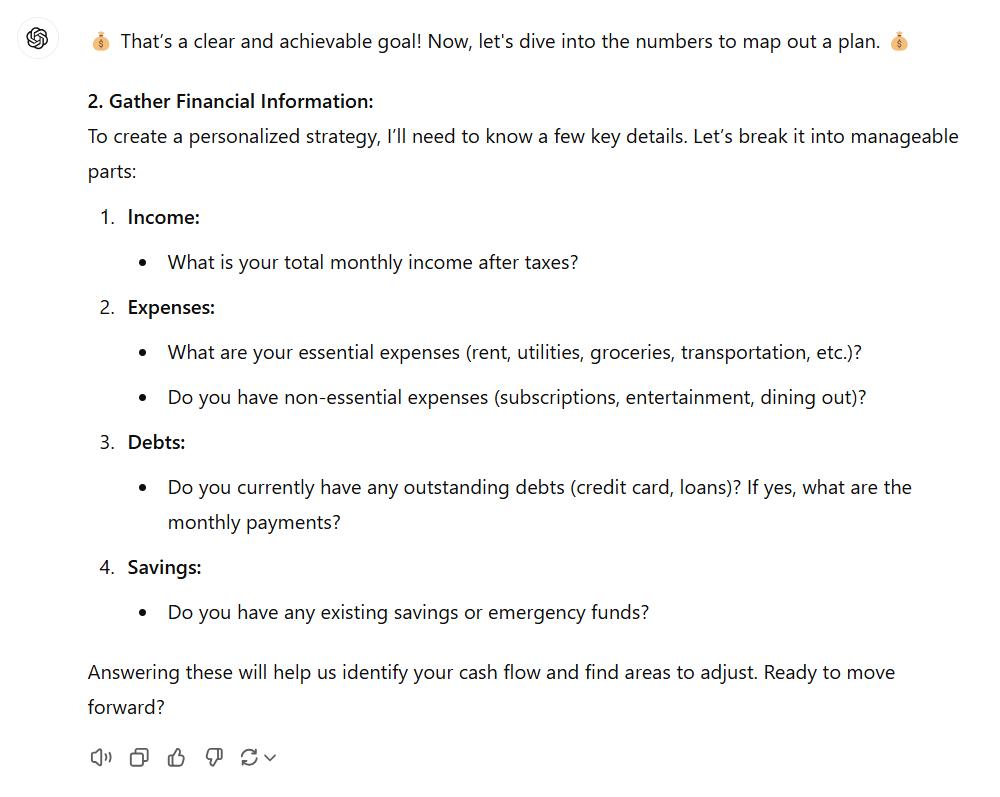 💰 That’s a clear and achievable goal! Now, let's dive into the numbers to map out a plan. 💰
2. Gather Financial Information:
To create a personalized strategy, I’ll need to know a few key details. Let’s break it into manageable
parts:
1. Income:
• What is your total monthly income after taxes?
2. Expenses:
• What are your essential expenses (rent, utilities, groceries, transportation, etc.)?
• Do you have non-essential expenses (subscriptions, entertainment, dining out)?
3. Debts:
• Do you currently have any outstanding debts (credit card, loans)? If yes, what are the
monthly payments?
4. Savings:
• Do you have any existing savings or emergency funds?
Answering these will help us identify your cash flow and find areas to adjust. Ready to move
forward?